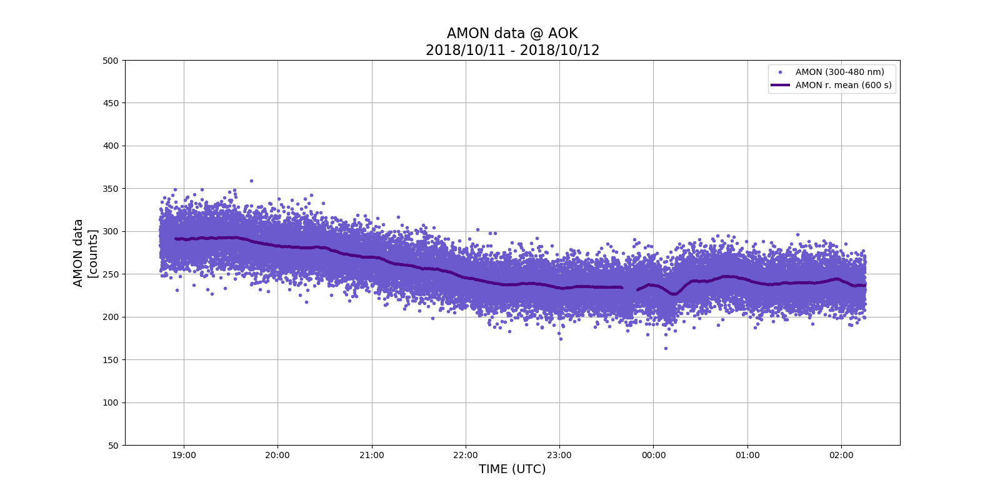 AMON data @ AOK
2018/10/11 - 2018/10/12
AMON (300-480 nm)
AMON r. mean (600 s)
500
450
400
350
300
250
200
150
100
50
AMON data
[counts]
19:00 20:00 21:00 22:00 23:00 00:00 01:00 02:00
TIME (UTC)